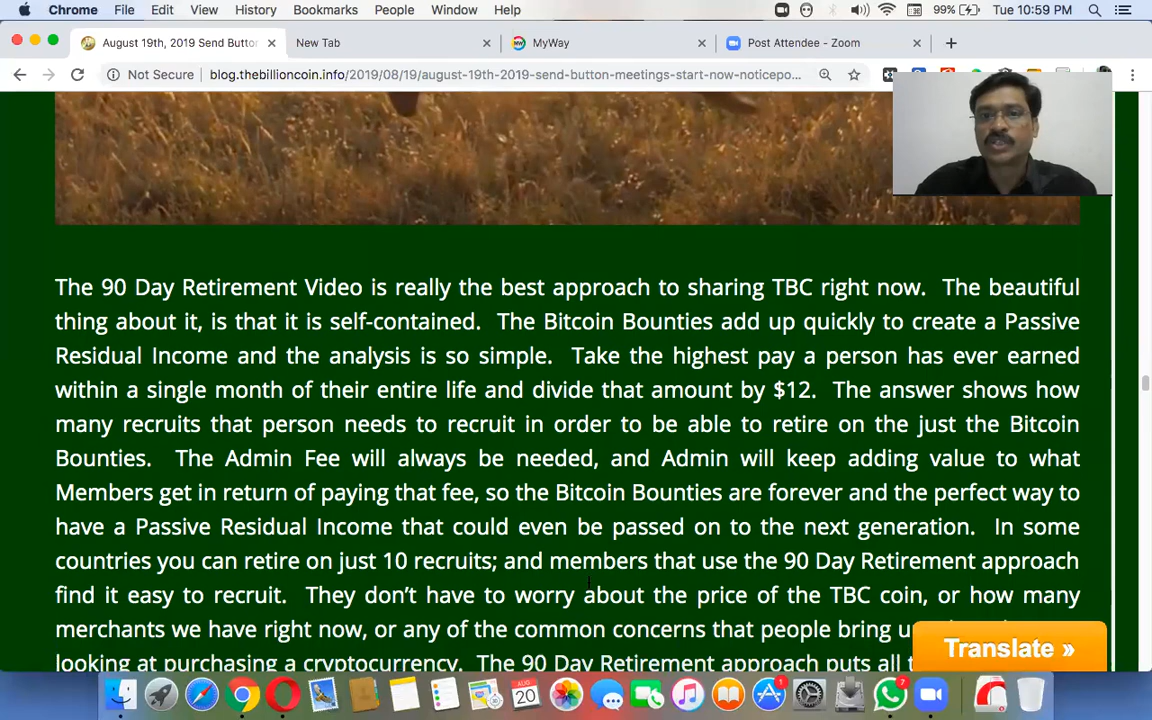 Chrome File Edit View History Bookmarks People Window Help 99% Tue 10:59 PM
August 19th, 2019 Send Butto New Tab MyWay Post Attendee - Zoom
Not Secure blog.thebillioncoin.info/2019/08/19/august-19th-2019-send-button-meetings-start-now-noticepo...
The 90 Day Retirement Video is really the best approach to sharing TBC right now. The beautiful
thing about it, is that it is self-contained. The Bitcoin Bounties add up quickly to create a Passive
Residual Income and the analysis is so simple. Take the highest pay a person has ever earned
within a single month of their entire life and divide that amount by $12. The answer shows how
many recruits that person needs to recruit in order to be able to retire on the just the Bitcoin
Bounties. The Admin Fee will always be needed, and Admin will keep adding value to what
Members get in return of paying that fee, so the Bitcoin Bounties are forever and the perfect way to
have a Passive Residual Income that could even be passed on to the next generation. In some
countries you can retire on just 10 recruits; and members that use the 90 Day Retirement approach
find it easy to recruit. They don't have to worry about the price of the TBC coin, or how many
merchants we have right now, or any of the common concerns that people bring
looking at purchasing a cryptocurrency. The 90 Day Retirement approach puts all
Translate »
AUG
20
1
7